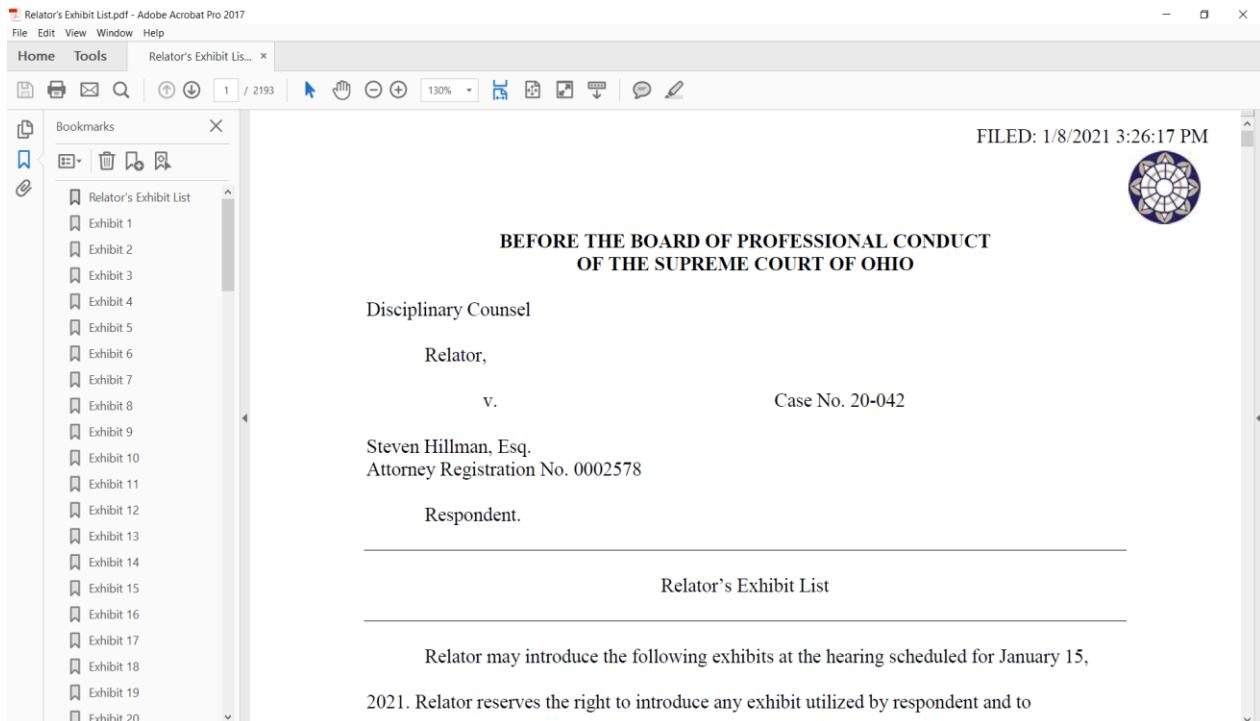 Relator's Exhibit List.pdf - Adobe Acrobat Pro 2017
File Edit View Window Help
Home Tools Relator's Exhibit Lis... ×
1 / 2193 130%
Bookmarks
Relator's Exhibit List
Exhibit 1
Exhibit 2
Exhibit 3
Exhibit 4
Exhibit 5
Exhibit 6
Exhibit 7
Exhibit 8
Exhibit 9
Exhibit 10
Exhibit 11
Exhibit 12
Exhibit 13
Exhibit 14
Exhibit 15
Exhibit 16
Exhibit 17
Exhibit 18
Exhibit 19
Exhibit 20
FILED: 1/8/2021 3:26:17 PM
BEFORE THE BOARD OF PROFESSIONAL CONDUCT
OF THE SUPREME COURT OF OHIO
Disciplinary Counsel
Relator,
v. Case No. 20-042
Steven Hillman, Esq.
Attorney Registration No. 0002578
Respondent.
Relator’s Exhibit List
Relator may introduce the following exhibits at the hearing scheduled for January 15,
2021. Relator reserves the right to introduce any exhibit utilized by respondent and to